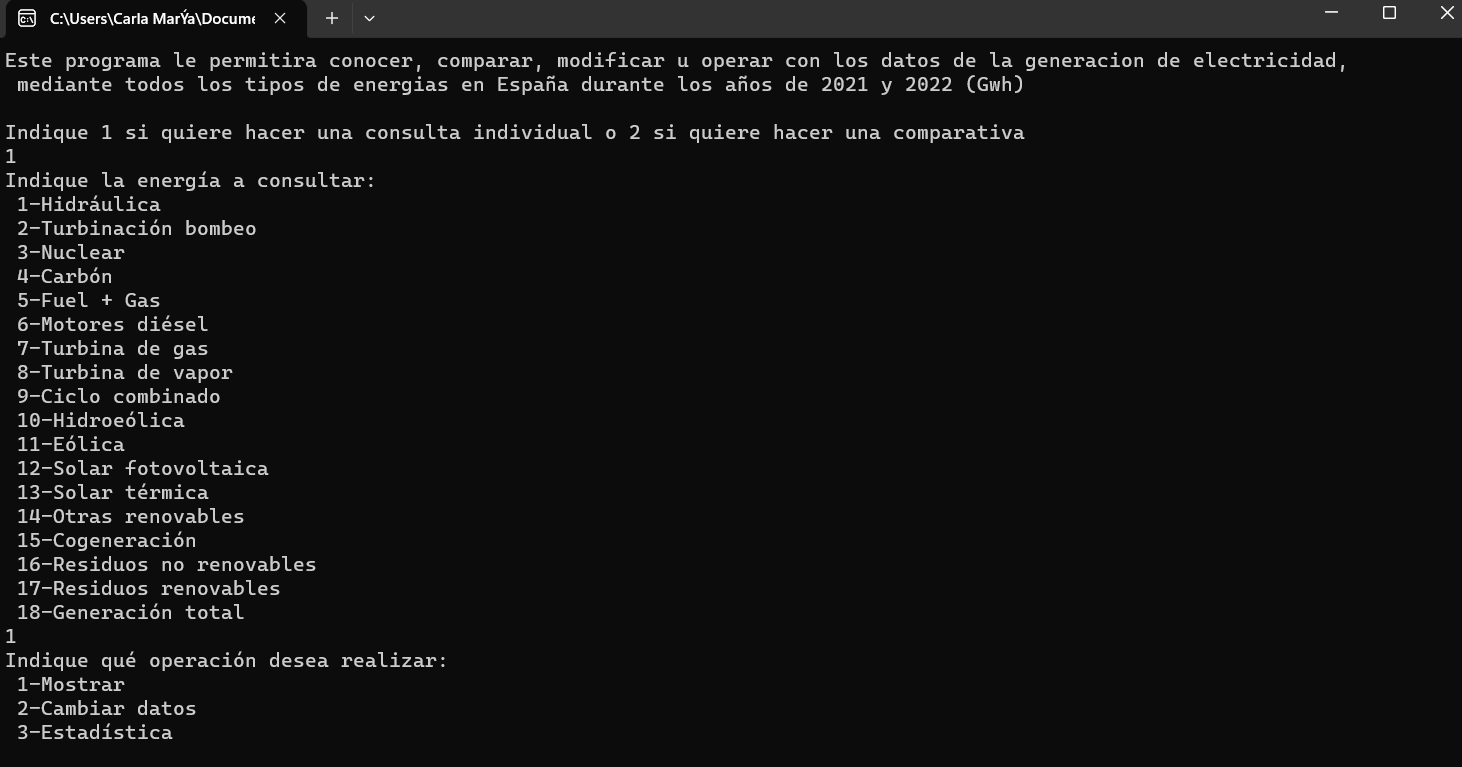 C:\Users\Carla MarÝa\Docume
Este programa le permitira conocer, comparar, modificar u operar con los datos de la generacion de electricidad,
mediante todos los tipos de energias en España durante los años de 2021 y 2022 (Gwh)
Indique 1 si quiere hacer una consulta individual o 2 si quiere hacer una comparativa
1
Indique la energía a consultar:
1-Hidráulica
2-Turbinación bombeo
3-Nuclear
4-Carbón
5-Fuel + Gas
6-Motores diésel
7-Turbina de gas
8-Turbina de vapor
9-Ciclo combinado
10-Hidroeólica
11-Eólica
12-Solar fotovoltaica
13-Solar térmica
14-Otras renovables
15-Cogeneración
16-Residuos no renovables
17-Residuos renovables
18-Generación total
1
Indique qué operación desea realizar:
1-Mostrar
2-Cambiar datos
3-Estadística